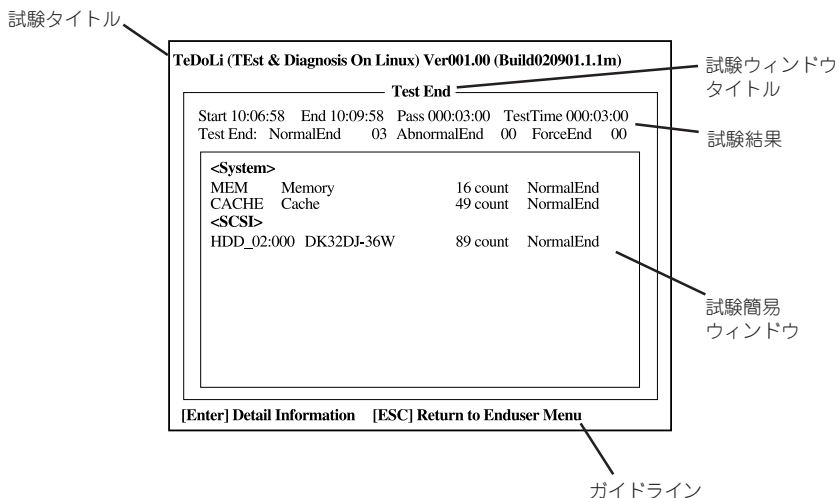 試験タイトル
TeDoLi (TEst & Diagnosis On Linux) Ver001.00 (Build020901.1.1m)
試験ウィンドウ
タイトル
Test End
Start 10:06:58 End 10:09:58 Pass 000:03:00 TestTime 000:03:00
Test End: NormalEnd 03 AbnormalEnd 00 ForceEnd 00
試験結果
<System>
MEM Memory 16 count NormalEnd
CACHE Cache 49 count NormalEnd
<SCSI>
HDD_02:000 DK32DJ-36W 89 count NormalEnd
試験簡易
ウィンドウ
[Enter] Detail Information [ESC] Return to Enduser Menu
ガイドライン